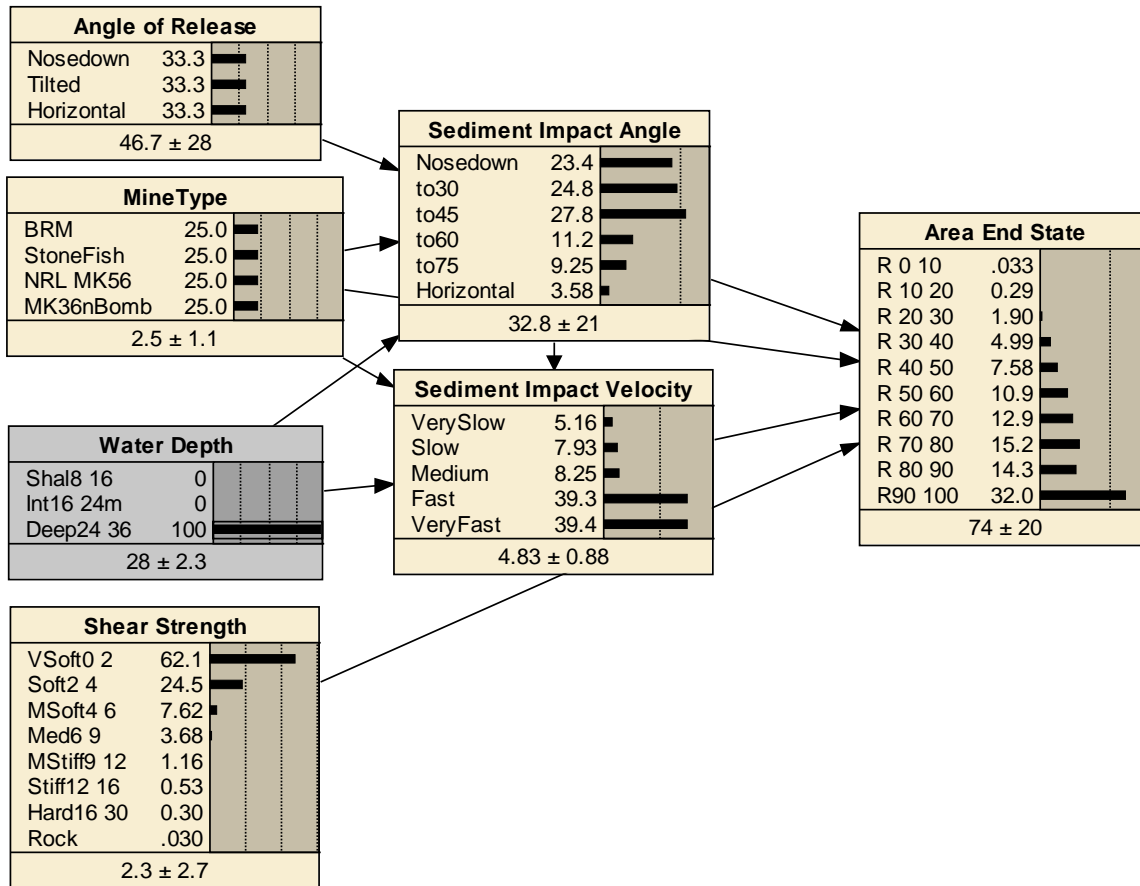 Angle of Release
Nosedown 33.3
Tilted 33.3
Horizontal 33.3
46.7 ± 28
MineType
BRM 25.0
StoneFish 25.0
NRL MK56 25.0
MK36nBomb 25.0
2.5 ± 1.1
Water Depth
Shal8 16 0
Int16 24m 0
Deep24 36 100
28 ± 2.3
Shear Strength
VSoft0 2 62.1
Soft2 4 24.5
MSoft4 6 7.62
Med6 9 3.68
MStiff9 12 1.16
Stiff12 16 0.53
Hard16 30 0.30
Rock .030
2.3 ± 2.7
Sediment Impact Angle
Nosedown 23.4
to30 24.8
to45 27.8
to60 11.2
to75 9.25
Horizontal 3.58
32.8 ± 21
Sediment Impact Velocity
VerySlow 5.16
Slow 7.93
Medium 8.25
Fast 39.3
VeryFast 39.4
4.83 ± 0.88
Area End State
R 0 10 .033
R 10 20 0.29
R 20 30 1.90
R 30 40 4.99
R 40 50 7.58
R 50 60 10.9
R 60 70 12.9
R 70 80 15.2
R 80 90 14.3
R90 100 32.0
74 ± 20